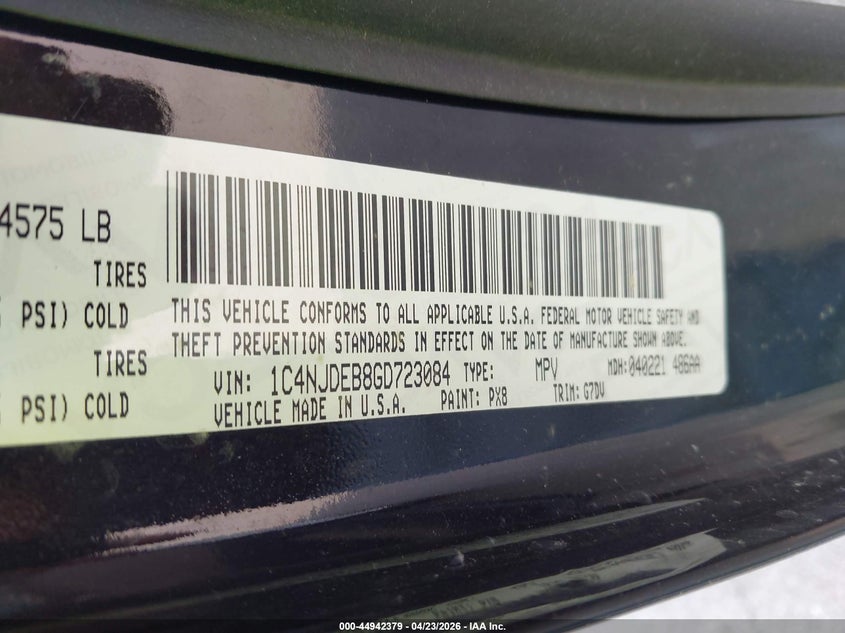 4575 LB
TIRES
PSI) COLD
TIRES
PSI) COLD
THIS VEHICLE CONFORMS TO ALL APPLICABLE U.S.A. FEDERAL MOTOR VEHICLE SAFETY AND
THEFT PREVENTION STANDARDS IN EFFECT ON THE DATE OF MANUFACTURE SHOWN ABOVE.
VIN: 1C4NJDEB8GD723084 TYPE: MPV MDH: 040221 486AA
VEHICLE MADE IN U.S.A. PAINT: PX8 TRIM: G7DV
000-44942379 - 04/23/2026 - IAA Inc.